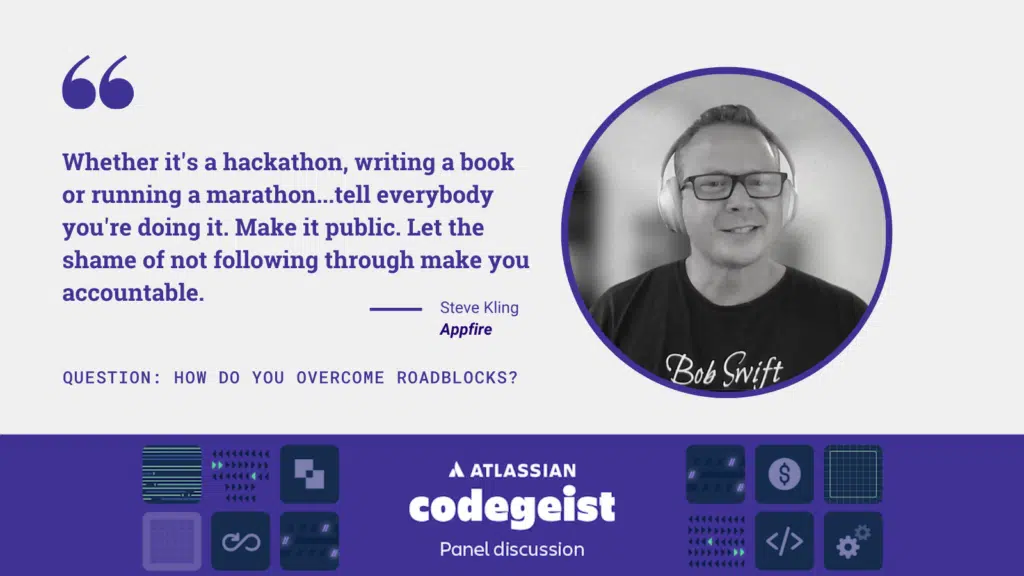 Whether it's a hackathon, writing a book
or running a marathon...tell everybody
you're doing it. Make it public. Let the
shame of not following through make you
accountable.
Steve Kling
Appfire
QUESTION: HOW DO YOU OVERCOME ROADBLOCKS?
Bob Swift
ATLASSIAN
codegeist
Panel discussion